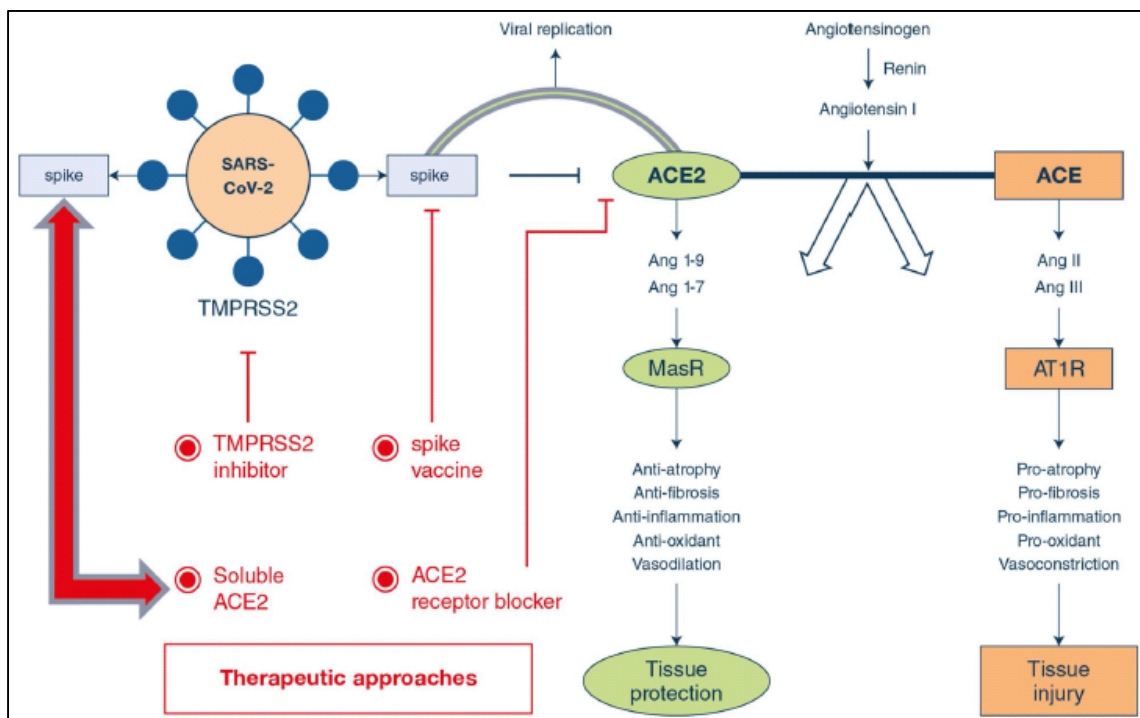 Viral replication
Angiotensinogen
Renin
Angiotensin I
spike
SARS-
CoV-2
spike
ACE2
ACE
TMPRSS2
Ang 1-9
Ang 1-7
Ang II
Ang III
MasR
AT1R
TMPRSS2
inhibitor
spike
vaccine
Anti-atrophy
Anti-fibrosis
Anti-inflammation
Anti-oxidant
Vasodilation
Pro-atrophy
Pro-fibrosis
Pro-inflammation
Pro-oxidant
Vasoconstriction
Soluble
ACE2
ACE2
receptor blocker
Therapeutic approaches
Tissue
protection
Tissue
injury